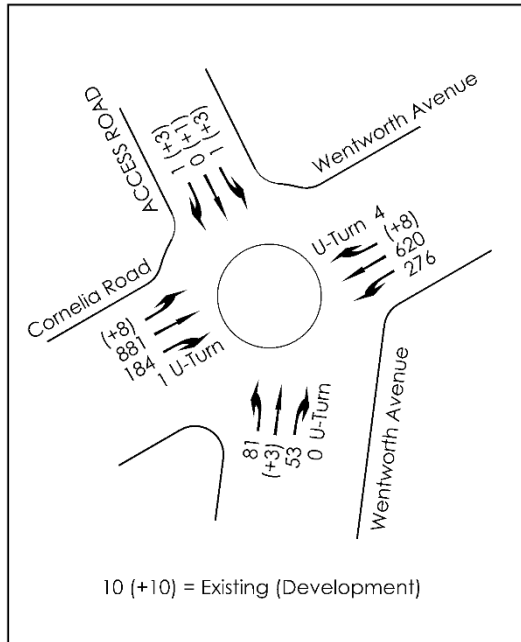 ACCESS ROAD
1 (+3)
0 (+1)
1 (+3)
Wentworth Avenue
U-Turn 4
(+8)
620
276
Cornelia Road
(+8)
881
184
1 U-Turn
81
(+3)
53
0 U-Turn
Wentworth Avenue
10 (+10) = Existing (Development)